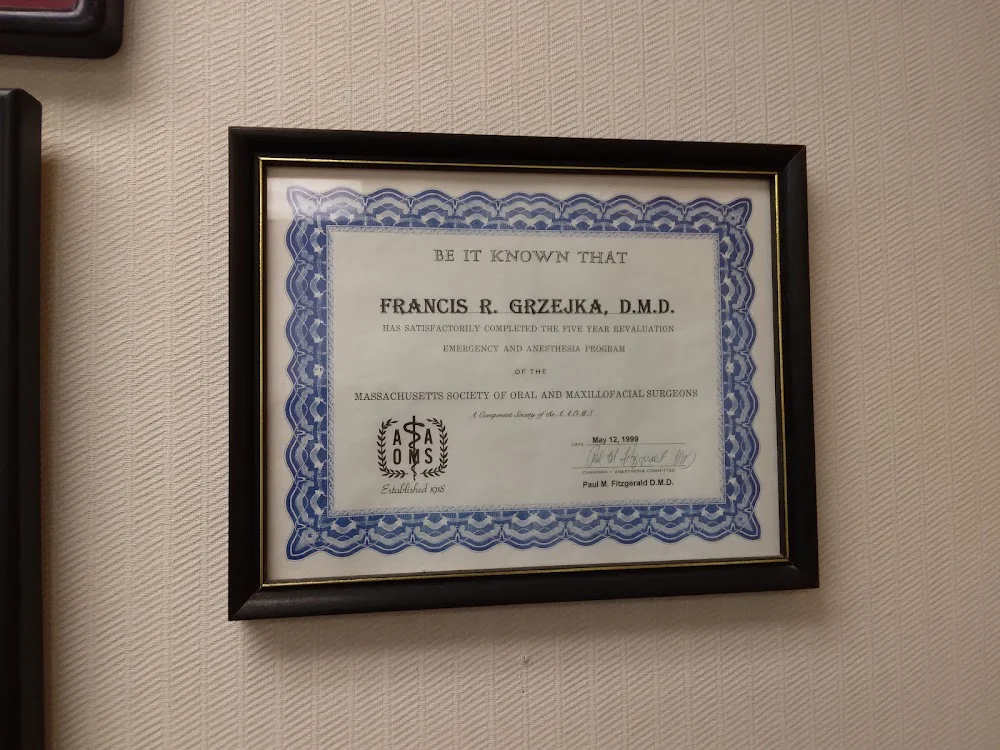 BE IT KNOWN THAT
FRANCIS R. GRZEJKA, D.M.D.
HAS SATISFACTORILY COMPLETED THE FIVE YEAR REVALUATION
EMERGENCY AND ANESTHESIA PROGRAM
OF THE
MASSACHUSETTS SOCIETY OF ORAL AND MAXILLOFACIAL SURGEONS
A Component Society of the A.A.O.M.S
AA
OMS
Established 1918
DATE May 12, 1999
CHAIRMAN - ANESTHESIA COMMITTEE
Paul M. Fitzgerald D.M.D.